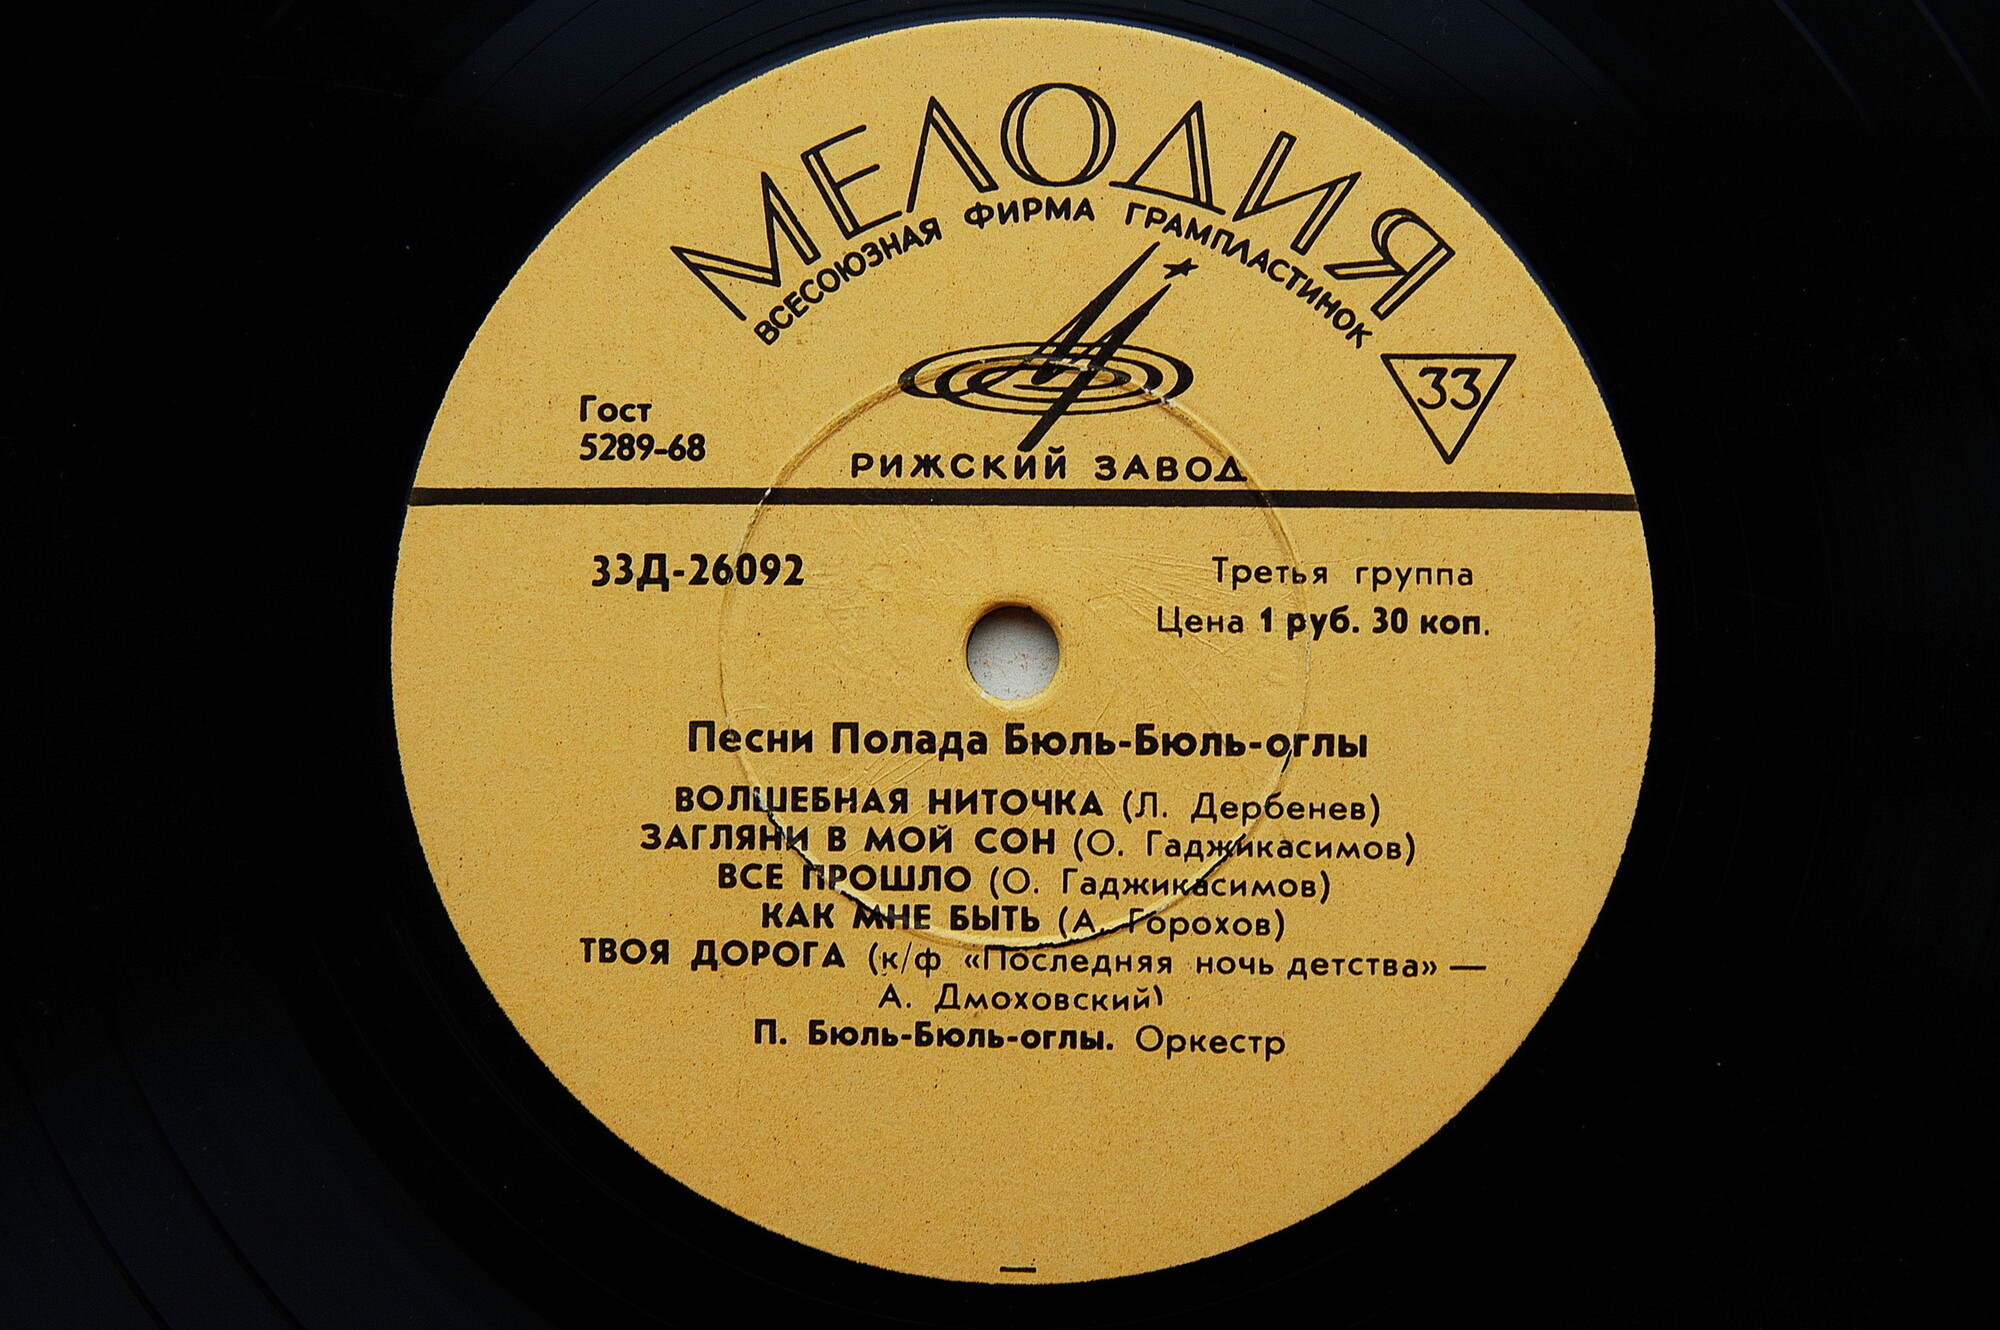 МЕЛОДИЯ
ВСЕСОЮЗНАЯ ФИРМА ГРАМПЛАСТИНОК
33
Гост
5289-68
РИЖСКИЙ ЗАВОД
33Д-26092
Третья группа
Цена 1 руб. 30 коп.
Песни Полада Бюль-Бюль-оглы
ВОЛШЕБНАЯ НИТОЧКА (Л. Дербенев)
ЗАГЛЯНИ В МОЙ СОН (О. Гаджикасимов)
ВСЕ ПРОШЛО (О. Гаджикасимов)
КАК МНЕ БЫТЬ (А. Горохов)
ТВОЯ ДОРОГА (к/ф «Последняя ночь детства» —
А. Дмоховский)
П. Бюль-Бюль-оглы. Оркестр